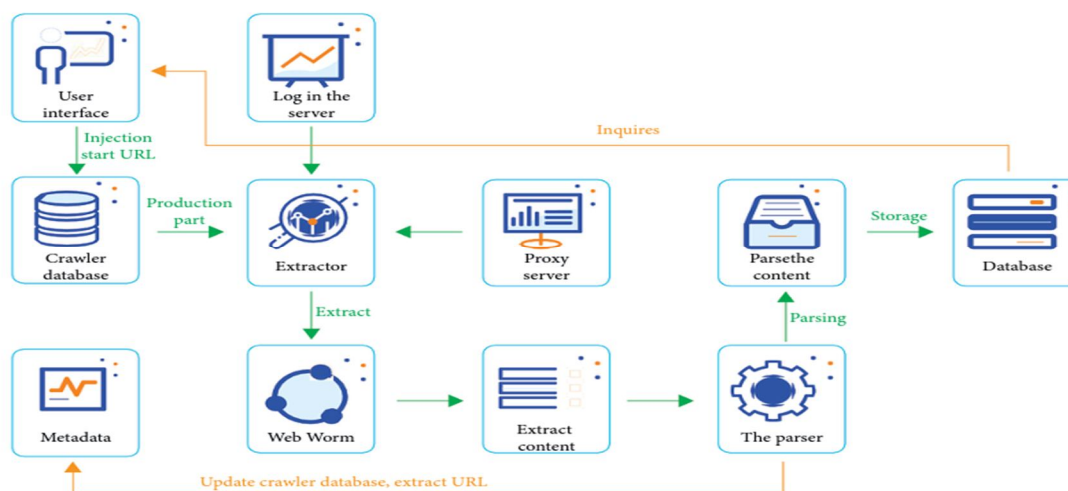 User
interface
Log in the
server
Inquires
Injection
start URL
Crawler
database
Production
part
Extractor
Proxy
server
Parsethe
content
Storage
Database
Extract
Parsing
Metadata
Web Worm
Extract
content
The parser
Update crawler database, extract URL